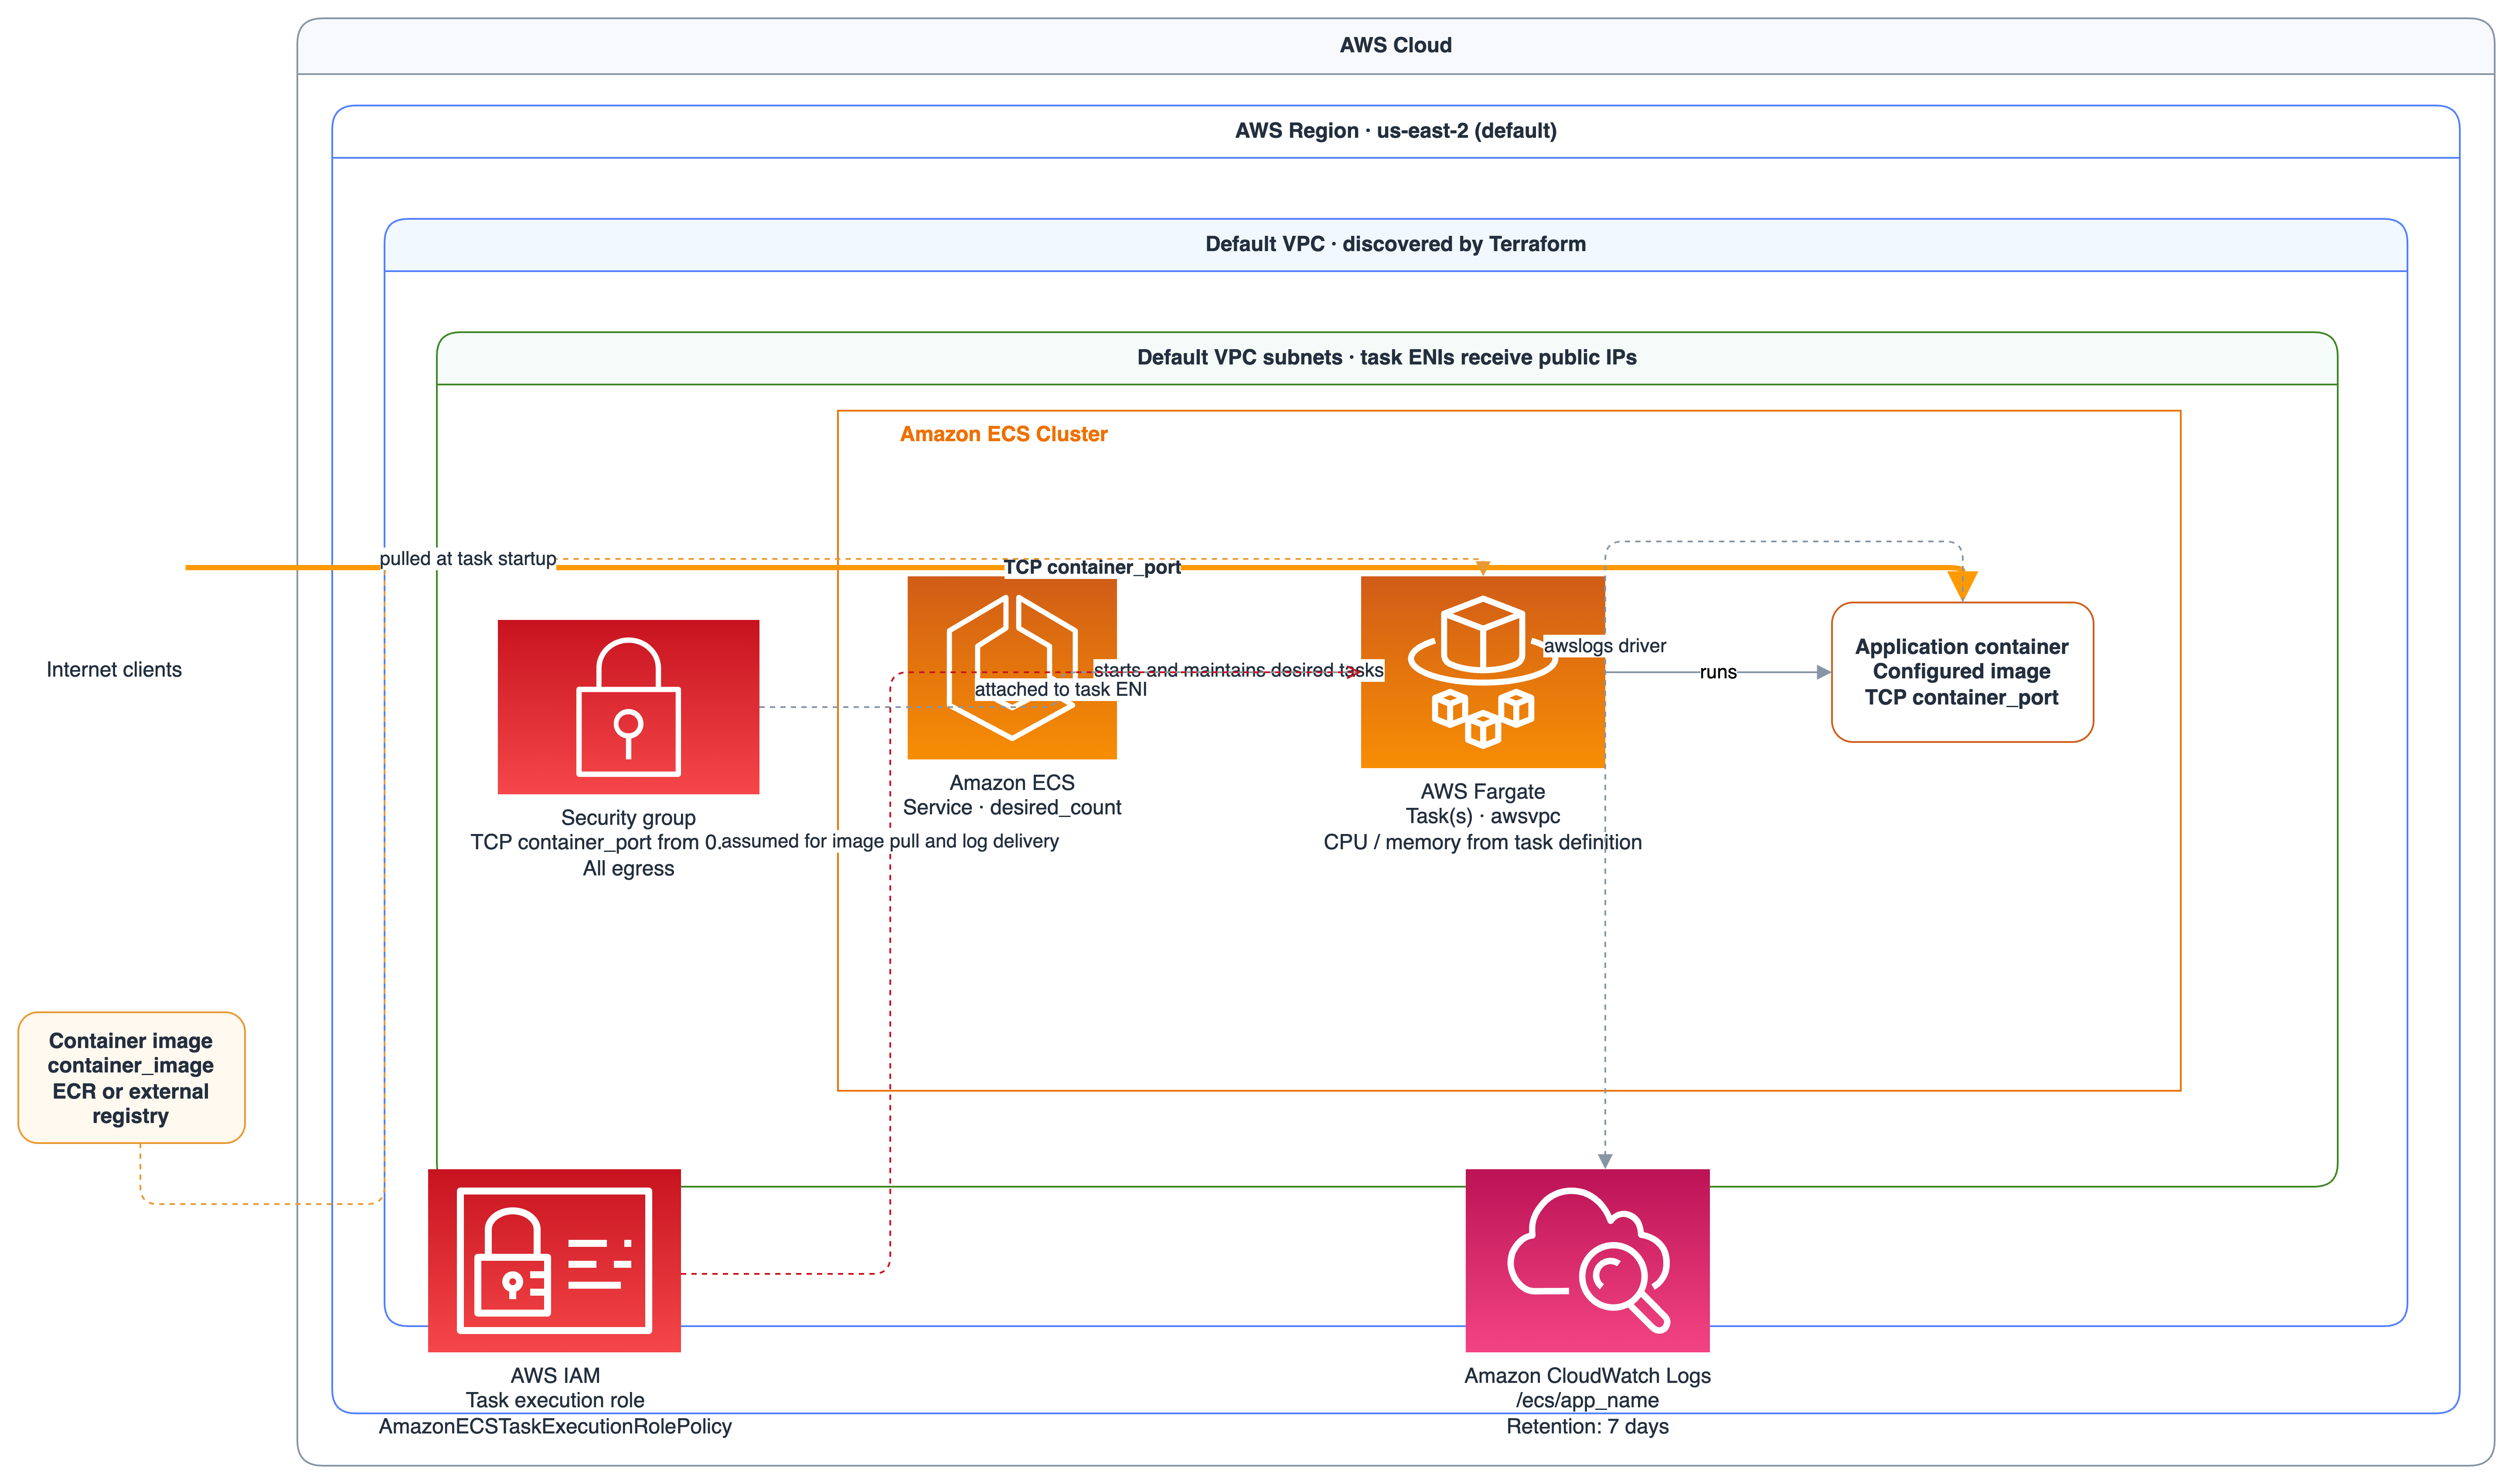 AWS Cloud
AWS Region · us-east-2 (default)
Default VPC · discovered by Terraform
Default VPC subnets · task ENIs receive public IPs
Amazon ECS Cluster
pulled at task startup
TCP container_port
Internet clients
starts and maintains desired tasks
attached to task ENI
awslogs driver
runs
Application container
Configured image
TCP container_port
Security group
TCP container_port from 0.
All egress
assumed for image pull and log delivery
Amazon ECS
Service · desired_count
AWS Fargate
Task(s) · awsvpc
CPU / memory from task definition
Container image
container_image
ECR or external
registry
AWS IAM
Task execution role
AmazonECSTaskExecutionRolePolicy
Amazon CloudWatch Logs
/ecs/app_name
Retention: 7 days